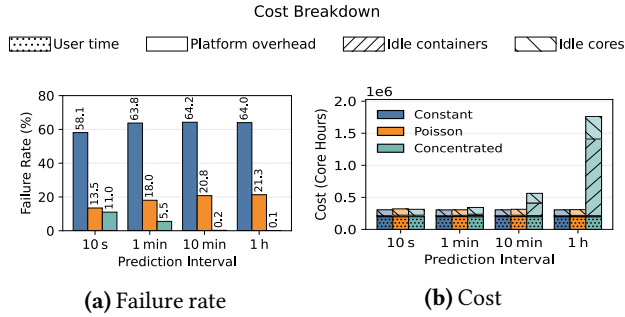 Cost Breakdown
User time
Platform overhead
Idle containers
Idle cores
Failure Rate (%)
80
60
40
20
0
58.1
13.5
11.0
63.8
18.0
5.5
64.2
20.8
0.2
64.0
21.3
0.1
10 s
1 min
10 min
1 h
Prediction Interval
(a) Failure rate
1e6
Cost (Core Hours)
2.0
1.5
1.0
0.5
0.0
Constant
Poisson
Concentrated
10 s
1 min
10 min
1 h
Prediction Interval
(b) Cost